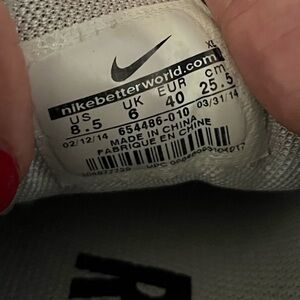 XL
nikebetterworld.com
US UK EUR cm
8.5 6 40 25.5
02/12/14 03/31/14
654486-010
MADE IN CHINA
FABRIQUE EN CHINE